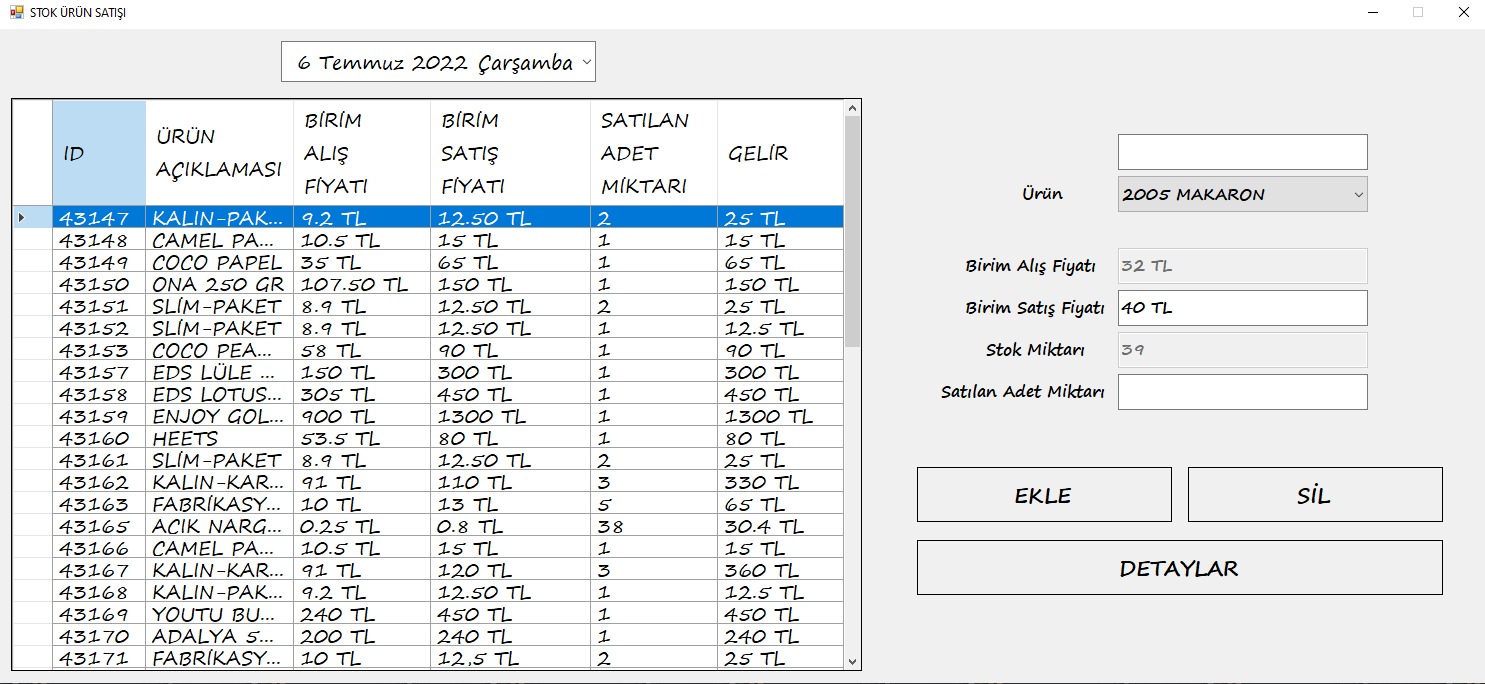 STOK ÜRÜN SATIŞI
6 Temmuz 2022 Çarşamba
ID ÜRÜN AÇIKLAMASI BİRİM ALIŞ FİYATI BİRİM SATIŞ FİYATI SATILAN ADET MİKTARI GELİR
43147 KALIN-PAK... 9.2 TL 12.50 TL 2 25 TL
43148 CAMEL PA... 10.5 TL 15 TL 1 15 TL
43149 COCO PAPEL 35 TL 65 TL 1 65 TL
43150 ONA 250 GR 107.50 TL 150 TL 1 150 TL
43151 SLİM-PAKET 8.9 TL 12.50 TL 2 25 TL
43152 SLİM-PAKET 8.9 TL 12.50 TL 1 12.5 TL
43153 COCO PEA... 58 TL 90 TL 1 90 TL
43157 EDS LÜLE ... 150 TL 300 TL 1 300 TL
43158 EDS LOTUS... 305 TL 450 TL 1 450 TL
43159 ENJOY GOL... 900 TL 1300 TL 1 1300 TL
43160 HEETS 53.5 TL 80 TL 1 80 TL
43161 SLİM-PAKET 8.9 TL 12.50 TL 2 25 TL
43162 KALIN-KAR... 91 TL 110 TL 3 330 TL
43163 FABRİKASY... 10 TL 13 TL 5 65 TL
43165 AÇIK NARG... 0.25 TL 0.8 TL 38 30.4 TL
43166 CAMEL PA... 10.5 TL 15 TL 1 15 TL
43167 KALIN-KAR... 91 TL 120 TL 3 360 TL
43168 KALIN-PAK... 9.2 TL 12.50 TL 1 12.5 TL
43169 YOUTU BU... 240 TL 450 TL 1 450 TL
43170 ADALYA 5... 200 TL 240 TL 1 240 TL
43171 FABRİKASY... 10 TL 12,5 TL 2 25 TL
Ürün 2005 MAKARON
Birim Alış Fiyatı 32 TL
Birim Satış Fiyatı 40 TL
Stok Miktarı 39
Satılan Adet Miktarı
EKLE SİL
DETAYLAR